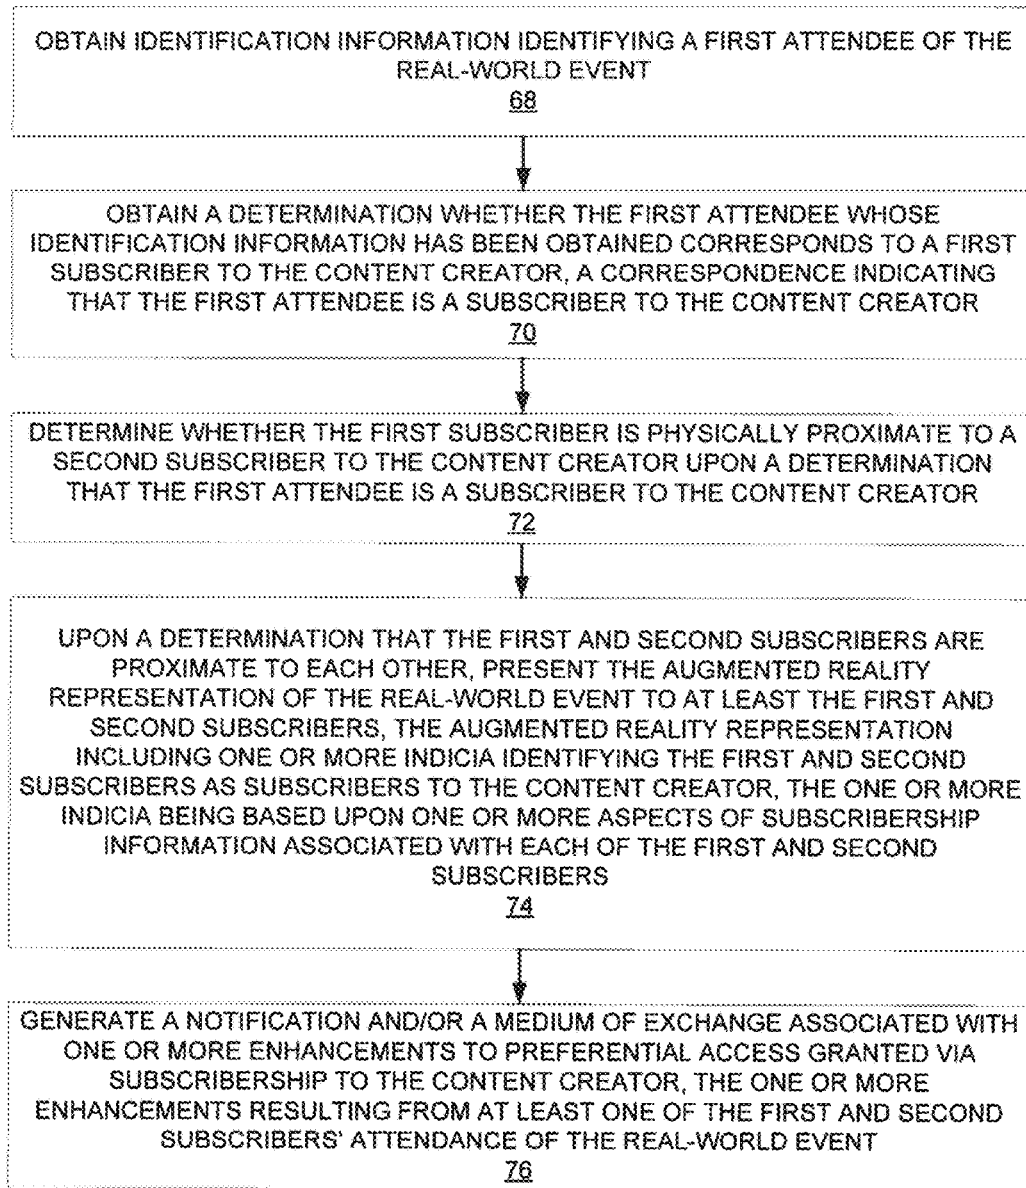 OBTAIN IDENTIFICATION INFORMATION IDENTIFYING A FIRST ATTENDEE OF THE
REAL-WORLD EVENT
68
OBTAIN A DETERMINATION WHETHER THE FIRST ATTENDEE WHOSE
IDENTIFICATION INFORMATION HAS BEEN OBTAINED CORRESPONDS TO A FIRST
SUBSCRIBER TO THE CONTENT CREATOR, A CORRESPONDENCE INDICATING
THAT THE FIRST ATTENDEE IS A SUBSCRIBER TO THE CONTENT CREATOR
70
DETERMINE WHETHER THE FIRST SUBSCRIBER IS PHYSICALLY PROXIMATE TO A
SECOND SUBSCRIBER TO THE CONTENT CREATOR UPON A DETERMINATION
THAT THE FIRST ATTENDEE IS A SUBSCRIBER TO THE CONTENT CREATOR
72
UPON A DETERMINATION THAT THE FIRST AND SECOND SUBSCRIBERS ARE
PROXIMATE TO EACH OTHER, PRESENT THE AUGMENTED REALITY
REPRESENTATION OF THE REAL-WORLD EVENT TO AT LEAST THE FIRST AND
SECOND SUBSCRIBERS, THE AUGMENTED REALITY REPRESENTATION
INCLUDING ONE OR MORE INDICIA IDENTIFYING THE FIRST AND SECOND
SUBSCRIBERS AS SUBSCRIBERS TO THE CONTENT CREATOR, THE ONE OR MORE
INDICIA BEING BASED UPON ONE OR MORE ASPECTS OF SUBSCRIBERSHIP
INFORMATION ASSOCIATED WITH EACH OF THE FIRST AND SECOND
SUBSCRIBERS
74
GENERATE A NOTIFICATION AND/OR A MEDIUM OF EXCHANGE ASSOCIATED WITH
ONE OR MORE ENHANCEMENTS TO PREFERENTIAL ACCESS GRANTED VIA
SUBSCRIBERSHIP TO THE CONTENT CREATOR, THE ONE OR MORE
ENHANCEMENTS RESULTING FROM AT LEAST ONE OF THE FIRST AND SECOND
SUBSCRIBERS' ATTENDANCE OF THE REAL-WORLD EVENT
76